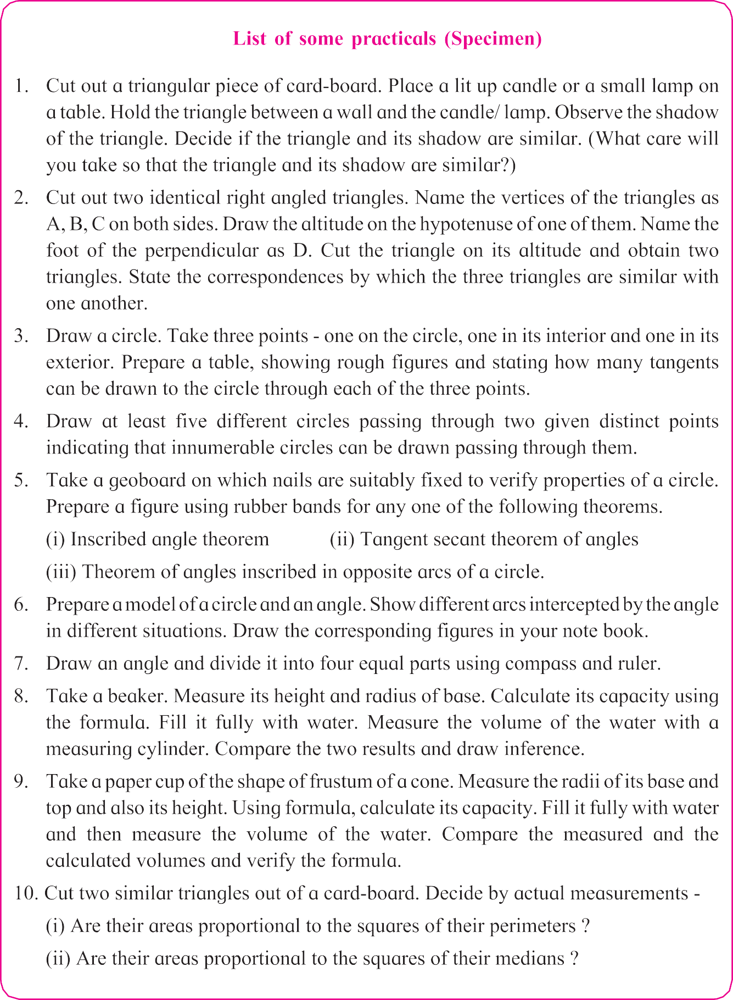 List of some practicals (Specimen)
1. Cut out a triangular piece of card-board. Place a lit up candle or a small lamp on
a table. Hold the triangle between a wall and the candle/ lamp. Observe the shadow
of the triangle. Decide if the triangle and its shadow are similar. (What care will
you take so that the triangle and its shadow are similar?)
2. Cut out two identical right angled triangles. Name the vertices of the triangles as
A, B, C on both sides. Draw the altitude on the hypotenuse of one of them. Name the
foot of the perpendicular as D. Cut the triangle on its altitude and obtain two
triangles. State the correspondences by which the three triangles are similar with
one another.
3. Draw a circle. Take three points - one on the circle, one in its interior and one in its
exterior. Prepare a table, showing rough figures and stating how many tangents
can be drawn to the circle through each of the three points.
4. Draw at least five different circles passing through two given distinct points
indicating that innumerable circles can be drawn passing through them.
5. Take a geoboard on which nails are suitably fixed to verify properties of a circle.
Prepare a figure using rubber bands for any one of the following theorems.
(i) Inscribed angle theorem (ii) Tangent secant theorem of angles
(iii) Theorem of angles inscribed in opposite arcs of a circle.
6. Prepare a model of a circle and an angle. Show different arcs intercepted by the angle
in different situations. Draw the corresponding figures in your note book.
7. Draw an angle and divide it into four equal parts using compass and ruler.
8. Take a beaker. Measure its height and radius of base. Calculate its capacity using
the formula. Fill it fully with water. Measure the volume of the water with a
measuring cylinder. Compare the two results and draw inference.
9. Take a paper cup of the shape of frustum of a cone. Measure the radii of its base and
top and also its height. Using formula, calculate its capacity. Fill it fully with water
and then measure the volume of the water. Compare the measured and the
calculated volumes and verify the formula.
10. Cut two similar triangles out of a card-board. Decide by actual measurements -
(i) Are their areas proportional to the squares of their perimeters ?
(ii) Are their areas proportional to the squares of their medians ?